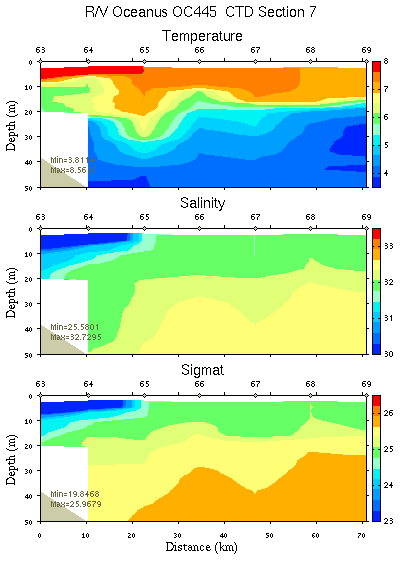 R/V Oceanus OC445 CTD Section 7
Temperature
63 64 65 66 67 68 69
0
10
20
30
40
50
Depth (m)
Min=3.811
Max=8.56
8
7
6
5
4
Salinity
63 64 65 66 67 68 69
0
10
20
30
40
50
Depth (m)
Min=25.5801
Max=32.7295
33
32
31
30
Sigmat
63 64 65 66 67 68 69
0
10
20
30
40
50
Depth (m)
Min=19.8468
Max=25.9679
26
25
24
23
0 10 20 30 40 50 60 70
Distance (km)